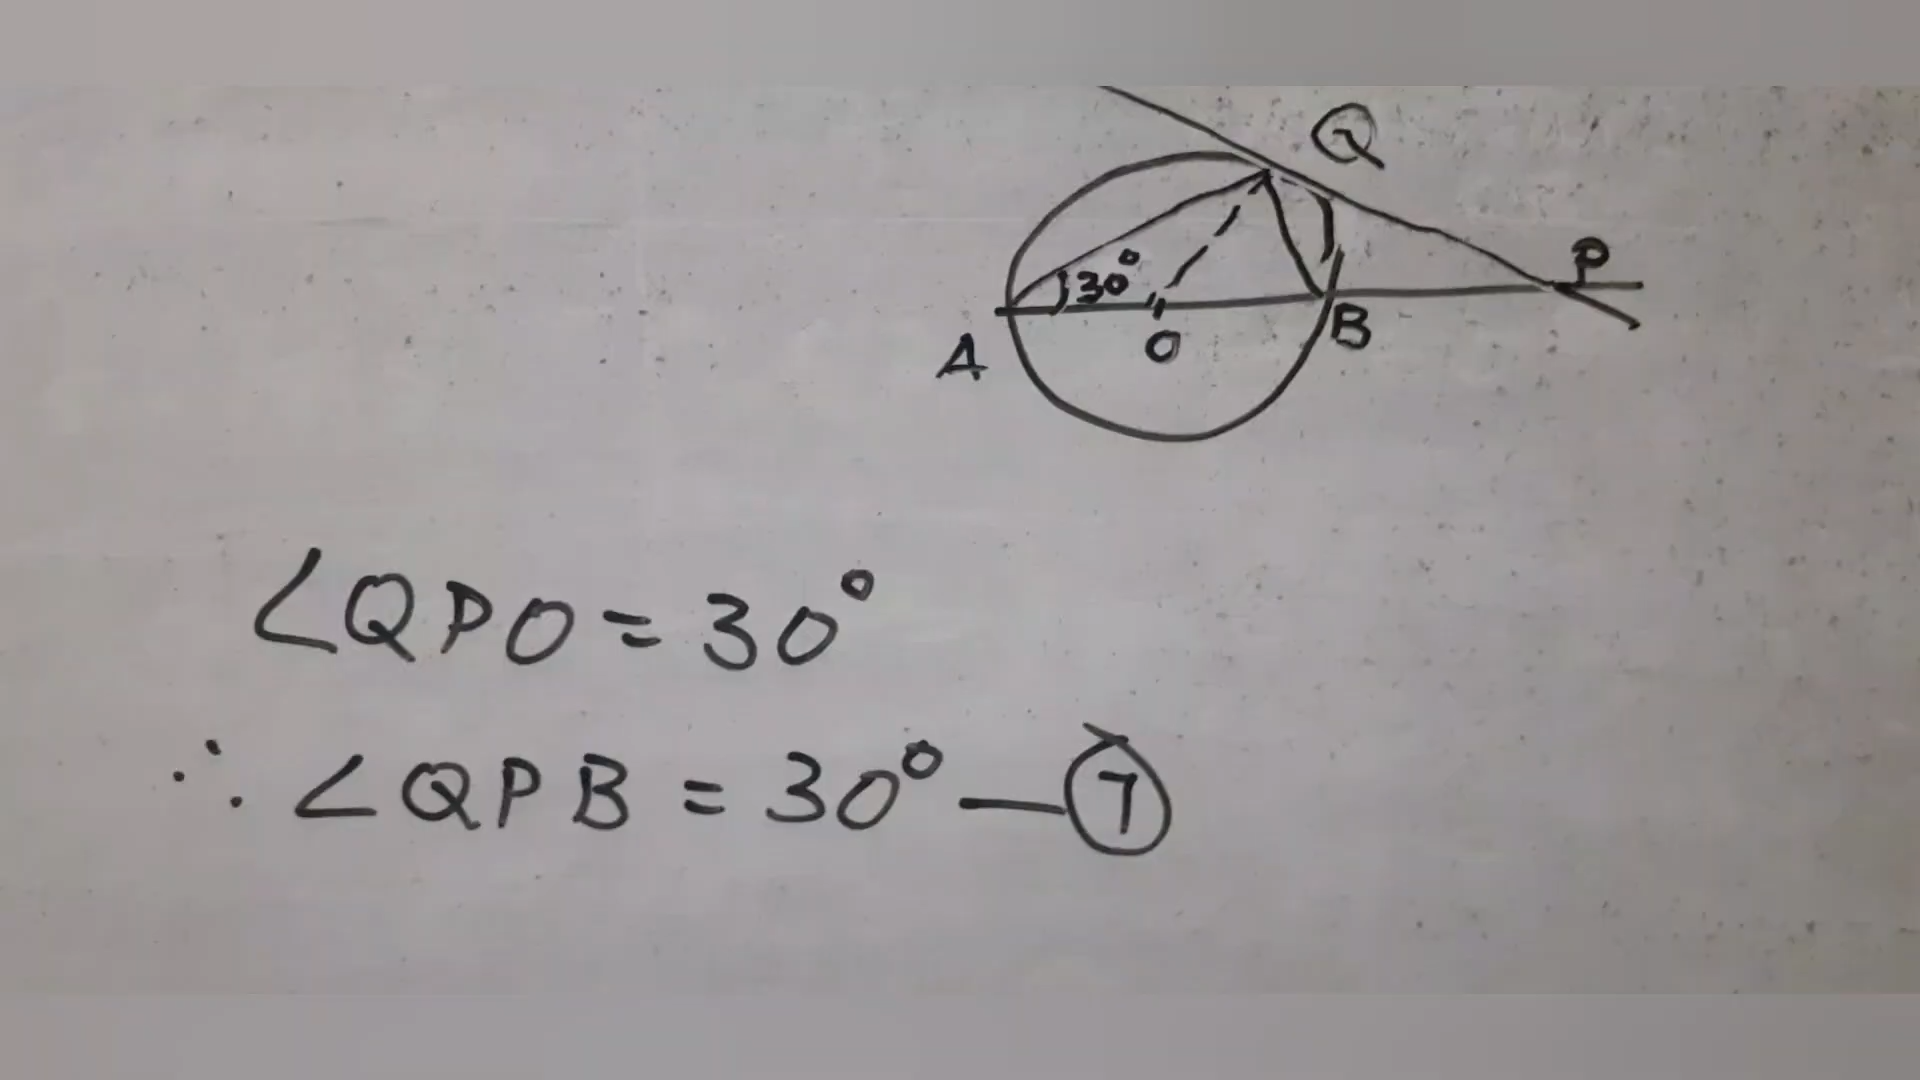 Q
P
30°
A
O
B
∠QPO = 30°
∴ ∠QPB = 30° — ⑦